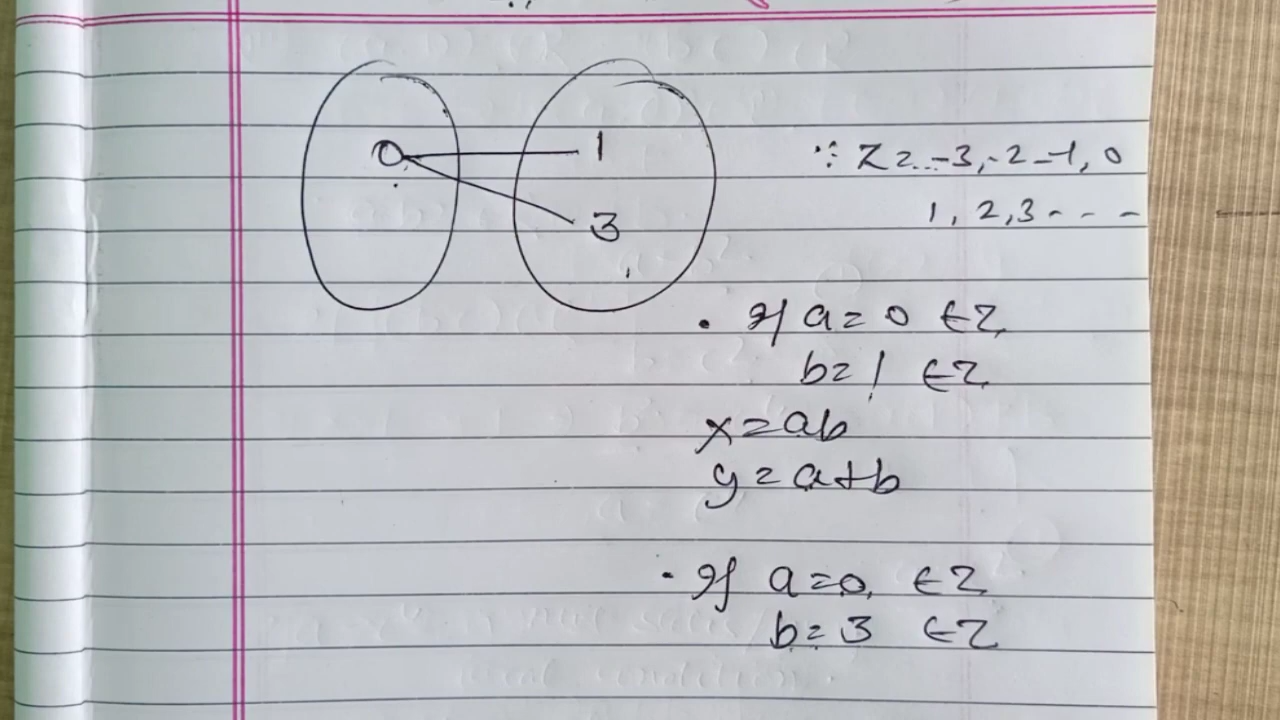 0 1
3
∵ Z = ... -3, -2 -1, 0
1, 2, 3 - - -
• If a = 0 ∈ Z
b = 1 ∈ Z
x = ab
y = a+b
• If a = 0, ∈ Z
b = 3 ∈ Z